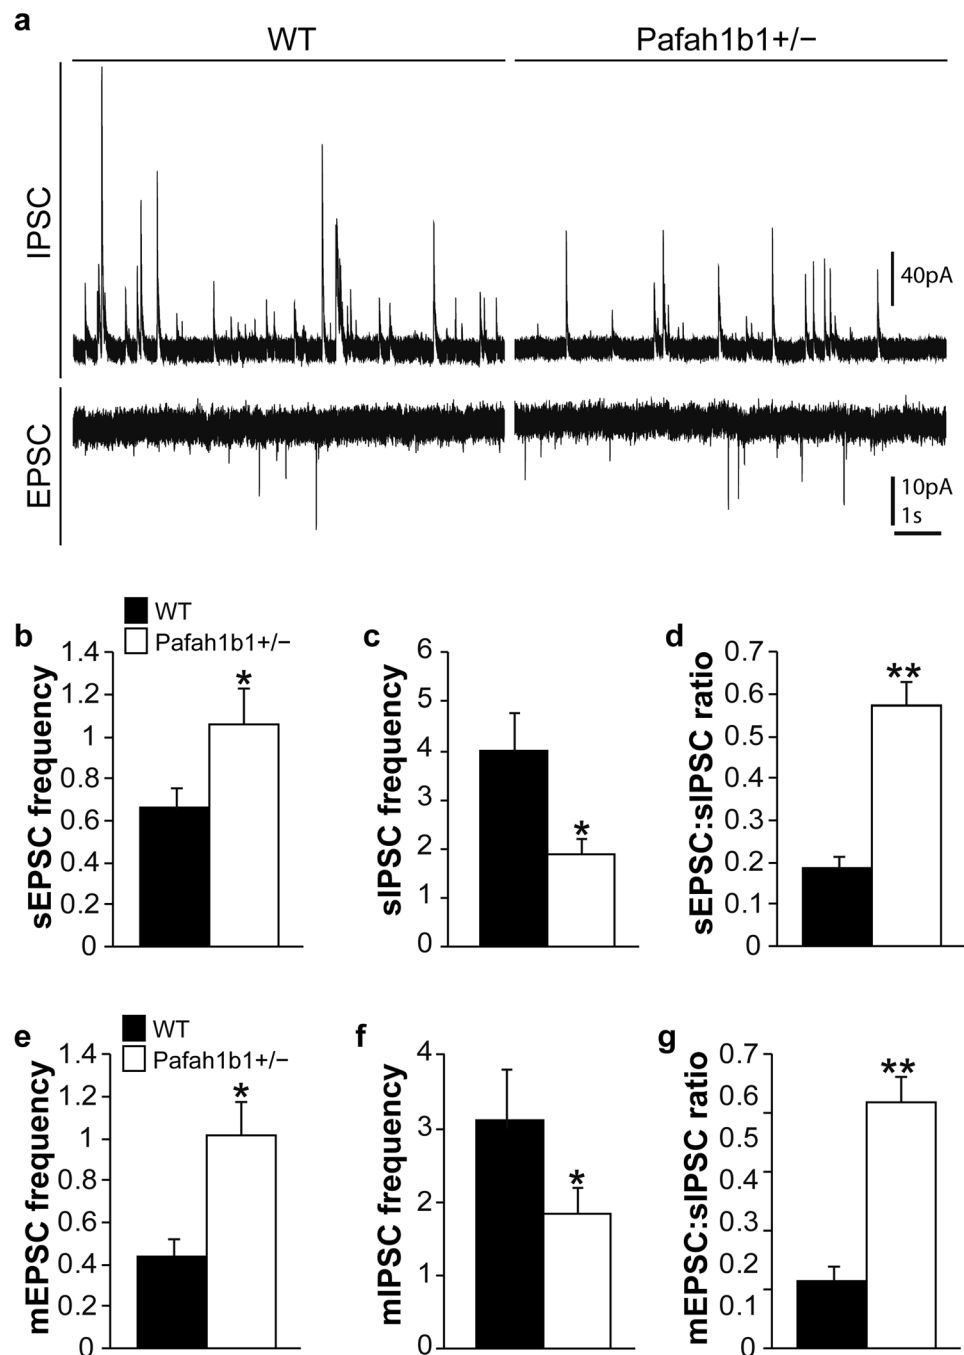 a
WT
Pafah1b1+/−
IPSC
40pA
EPSC
10pA
1s
WT
Pafah1b1+/−
b
sEPSC frequency
1.4
1.2
1
0.8
0.6
0.4
0.2
0
*
c
sIPSC frequency
6
5
4
3
2
1
0
*
d
sEPSC:sIPSC ratio
0.7
0.6
0.5
0.4
0.3
0.2
0.1
0
**
WT
Pafah1b1+/−
e
mEPSC frequency
1.4
1.2
1
0.8
0.6
0.4
0.2
0
*
f
mIPSC frequency
4
3
2
1
0
*
g
mEPSC:sIPSC ratio
0.7
0.6
0.5
0.4
0.3
0.2
0.1
0
**